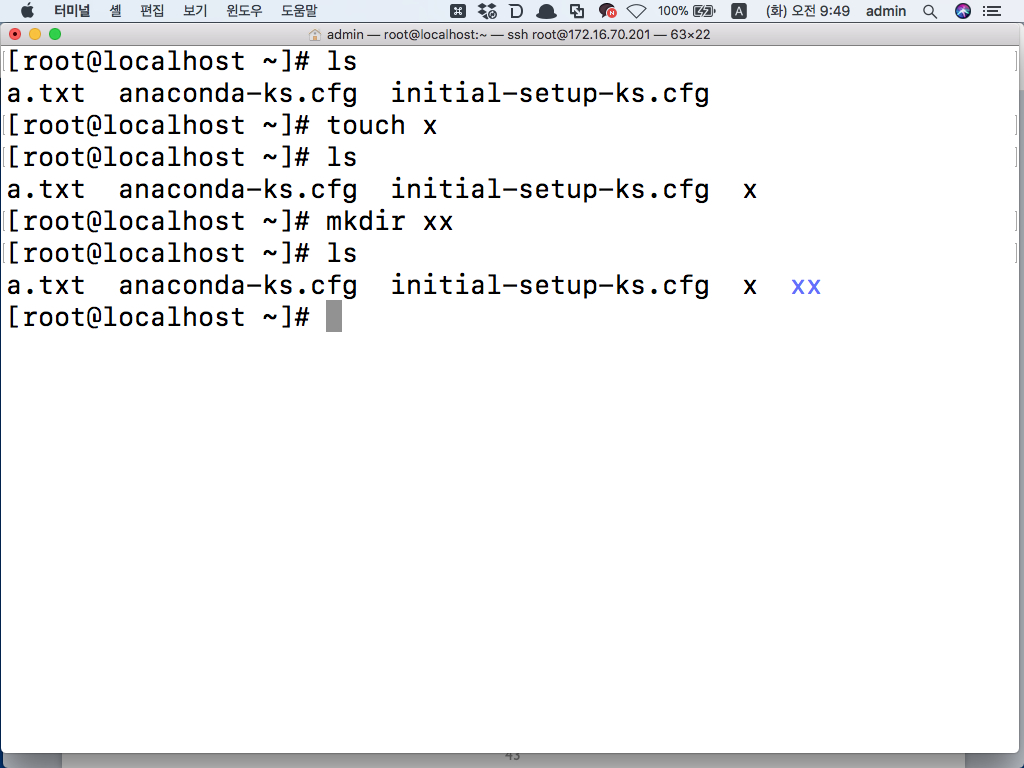 터미널 셸 편집 보기 윈도우 도움말 100% A (화) 오전 9:49 admin
admin — root@localhost:~ — ssh root@172.16.70.201 — 63×22
[root@localhost ~]# ls
a.txt  anaconda-ks.cfg  initial-setup-ks.cfg
[root@localhost ~]# touch x
[root@localhost ~]# ls
a.txt  anaconda-ks.cfg  initial-setup-ks.cfg  x
[root@localhost ~]# mkdir xx
[root@localhost ~]# ls
a.txt  anaconda-ks.cfg  initial-setup-ks.cfg  x  xx
[root@localhost ~]#
43